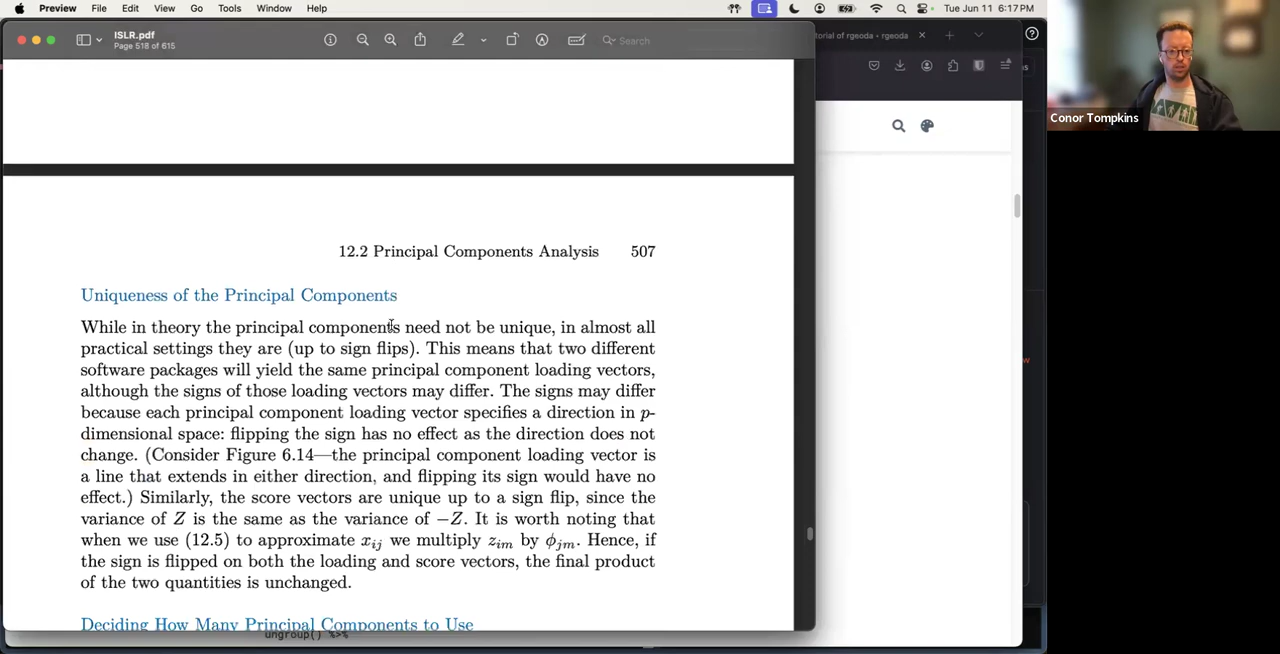 Preview File Edit View Go Tools Window Help Tue Jun 11 6:17 PM
ISLR.pdf
Page 518 of 615
Search
torial of rgeoda • rgeoda
Conor Tompkins
12.2 Principal Components Analysis 507
Uniqueness of the Principal Components
While in theory the principal components need not be unique, in almost all
practical settings they are (up to sign flips). This means that two different
software packages will yield the same principal component loading vectors,
although the signs of those loading vectors may differ. The signs may differ
because each principal component loading vector specifies a direction in p-
dimensional space: flipping the sign has no effect as the direction does not
change. (Consider Figure 6.14—the principal component loading vector is
a line that extends in either direction, and flipping its sign would have no
effect.) Similarly, the score vectors are unique up to a sign flip, since the
variance of Z is the same as the variance of −Z. It is worth noting that
when we use (12.5) to approximate xij we multiply zim by ϕjm. Hence, if
the sign is flipped on both the loading and score vectors, the final product
of the two quantities is unchanged.
Deciding How Many Principal Components to Use
ungroup() %>%